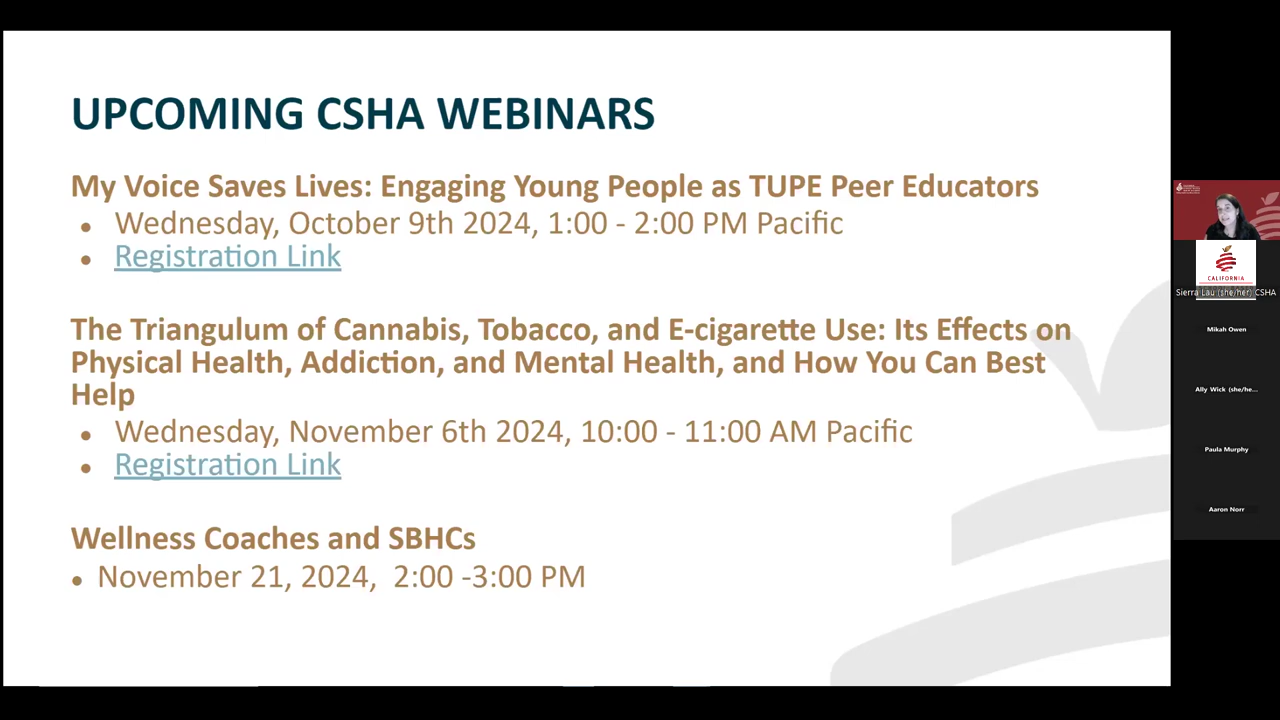 UPCOMING CSHA WEBINARS
My Voice Saves Lives: Engaging Young People as TUPE Peer Educators
• Wednesday, October 9th 2024, 1:00 - 2:00 PM Pacific
• Registration Link
The Triangulum of Cannabis, Tobacco, and E-cigarette Use: Its Effects on
Physical Health, Addiction, and Mental Health, and How You Can Best
Help
• Wednesday, November 6th 2024, 10:00 - 11:00 AM Pacific
• Registration Link
Wellness Coaches and SBHCs
• November 21, 2024,  2:00 -3:00 PM
CALIFORNIA
Sierra Lau (she/her) CSHA
Mikah Owen
Ally Wick (she/he...
Paula Murphy
Aaron Norr